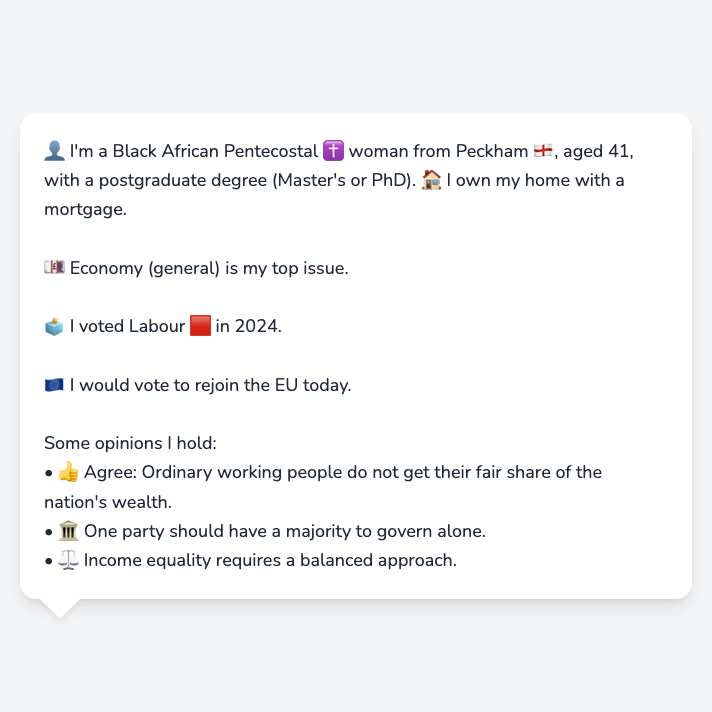 👤 I'm a Black African Pentecostal ✝️ woman from Peckham 🏴󠁧󠁢󠁥󠁮󠁧󠁿, aged 41,
with a postgraduate degree (Master's or PhD). 🏠 I own my home with a
mortgage.
💷 Economy (general) is my top issue.
🗳️ I voted Labour 🟥 in 2024.
🇪🇺 I would vote to rejoin the EU today.
Some opinions I hold:
• 👍 Agree: Ordinary working people do not get their fair share of the
nation's wealth.
• 🏛️ One party should have a majority to govern alone.
• ⚖️ Income equality requires a balanced approach.